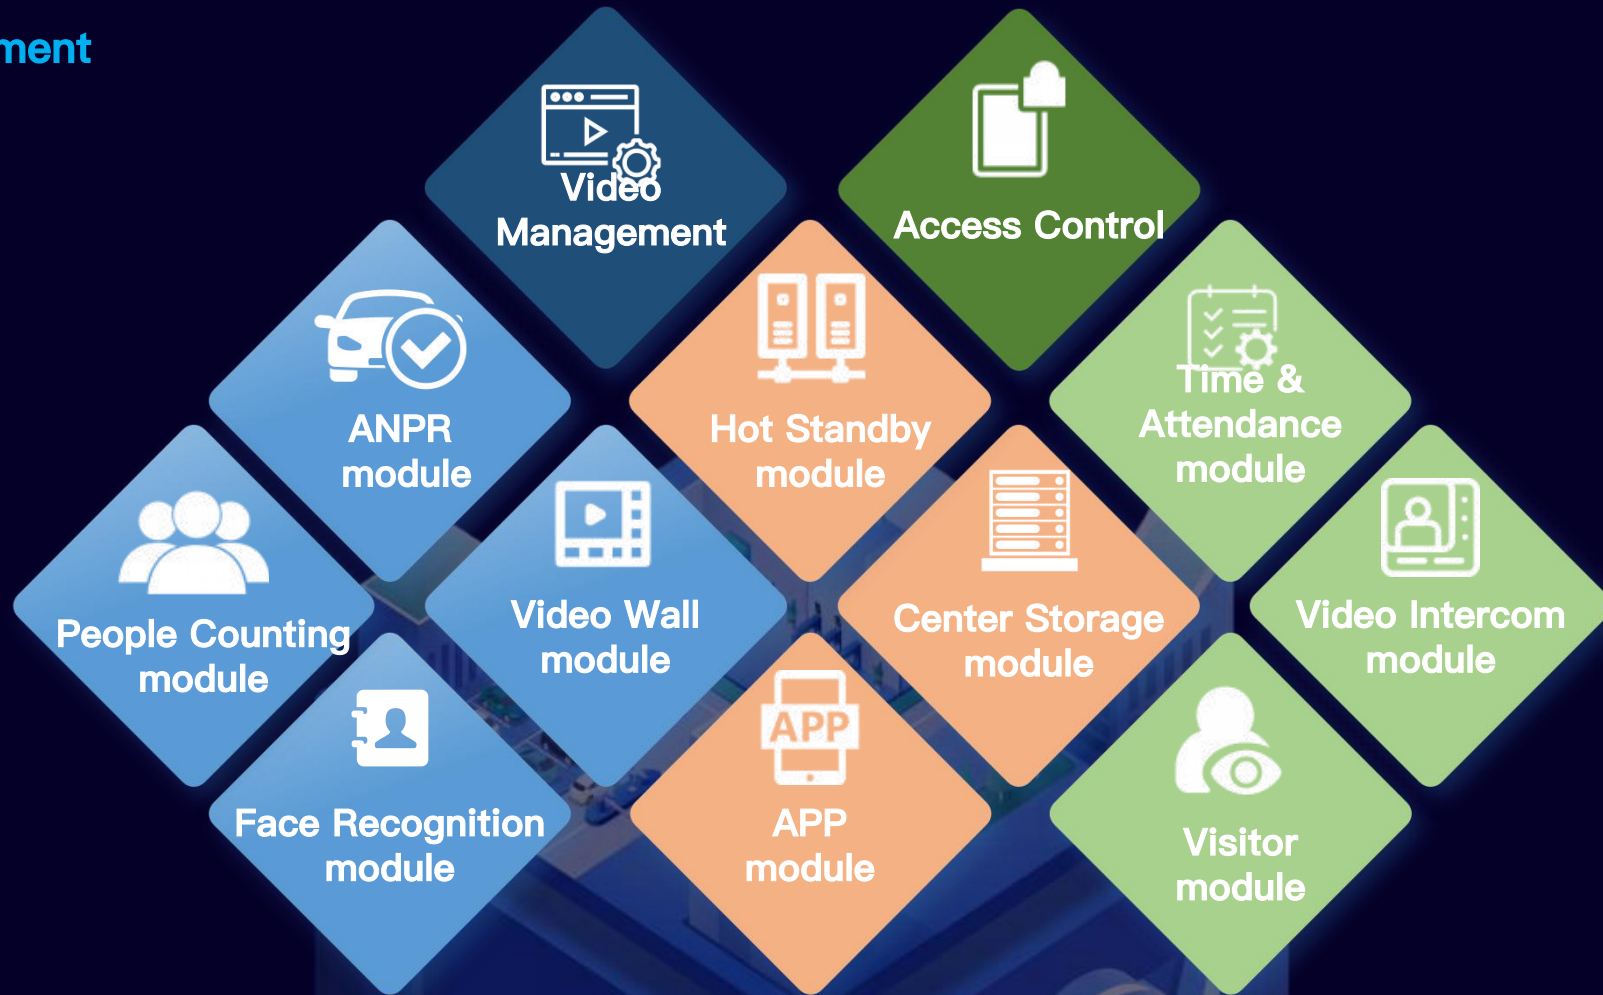 ment
Video
Management
Access Control
ANPR
module
Hot Standby
module
Time &
Attendance
module
People Counting
module
Video Wall
module
Center Storage
module
Video Intercom
module
Face Recognition
module
APP
APP
module
Visitor
module